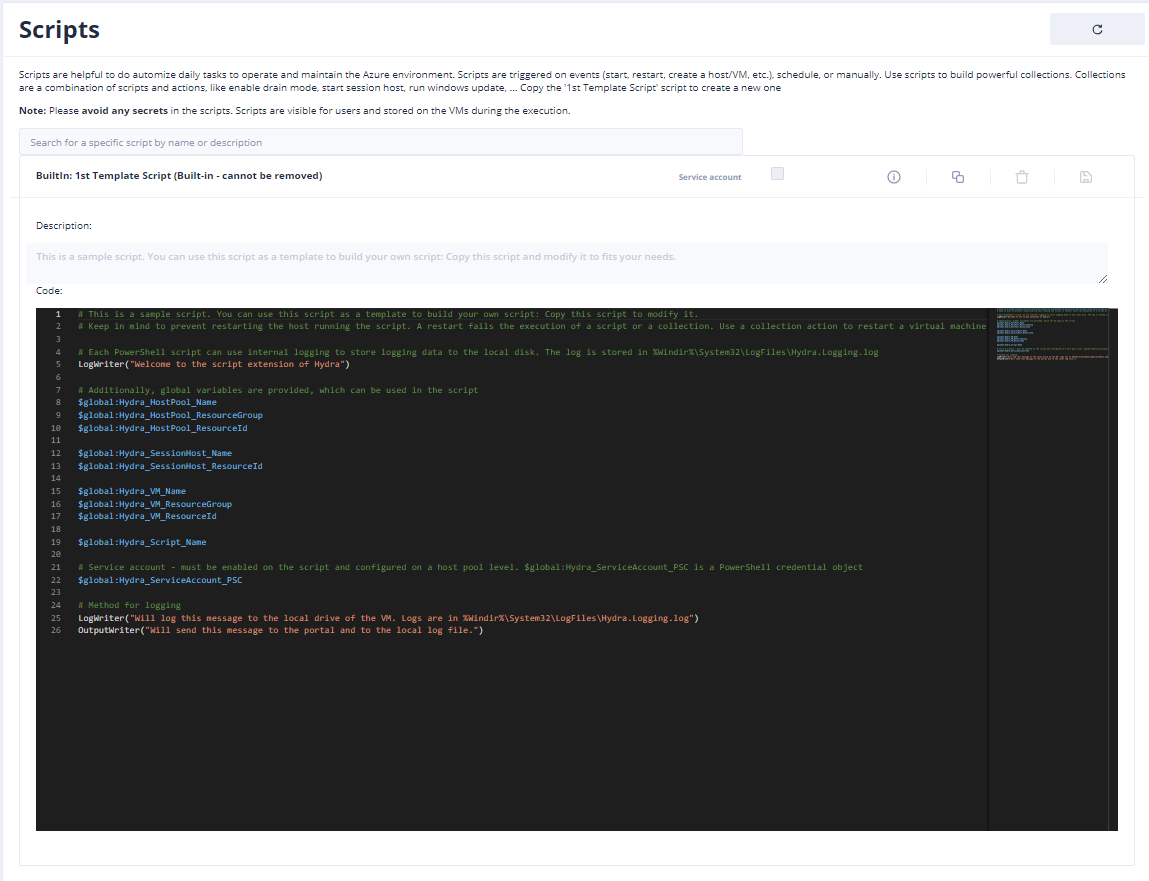 Scripts
Scripts are helpful to do automize daily tasks to operate and maintain the Azure environment. Scripts are triggered on events (start, restart, create a host/VM, etc.), schedule, or manually. Use scripts to build powerful collections. Collections
are a combination of scripts and actions, like enable drain mode, start session host, run windows update, ... Copy the '1st Template Script' script to create a new one
Note: Please avoid any secrets in the scripts. Scripts are visible for users and stored on the VMs during the execution.
Search for a specific script by name or description
BuiltIn: 1st Template Script (Built-in - cannot be removed) Service account
Description:
This is a sample script. You can use this script as a template to build your own script: Copy this script and modify it to fits your needs.
Code:
1 # This is a sample script. You can use this script as a template to build your own script: Copy this script to modify it.
2 # Keep in mind to prevent restarting the host running the script. A restart fails the execution of a script or a collection. Use a collection action to restart a virtual machine
3
4 # Each PowerShell script can use internal logging to store logging data to the local disk. The log is stored in %Windir%\System32\LogFiles\Hydra.Logging.log
5 LogWriter("Welcome to the script extension of Hydra")
6
7 # Additionally, global variables are provided, which can be used in the script
8 $global:Hydra_HostPool_Name
9 $global:Hydra_HostPool_ResourceGroup
10 $global:Hydra_HostPool_ResourceId
11
12 $global:Hydra_SessionHost_Name
13 $global:Hydra_SessionHost_ResourceId
14
15 $global:Hydra_VM_Name
16 $global:Hydra_VM_ResourceGroup
17 $global:Hydra_VM_ResourceId
18
19 $global:Hydra_Script_Name
20
21 # Service account - must be enabled on the script and configured on a host pool level. $global:Hydra_ServiceAccount_PSC is a PowerShell credential object
22 $global:Hydra_ServiceAccount_PSC
23
24 # Method for logging
25 LogWriter("Will log this message to the local drive of the VM. Logs are in %Windir%\System32\LogFiles\Hydra.Logging.log")
26 OutputWriter("Will send this message to the portal and to the local log file.")